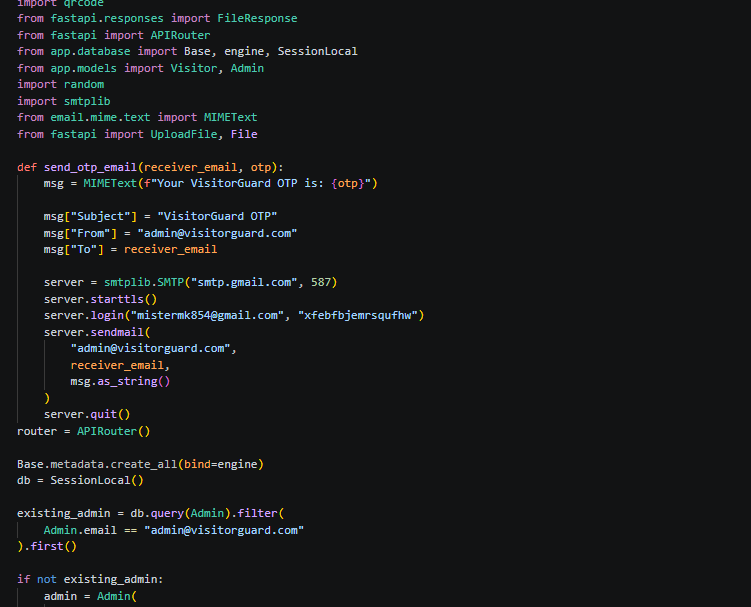 import qrcode
from fastapi.responses import FileResponse
from fastapi import APIRouter
from app.database import Base, engine, SessionLocal
from app.models import Visitor, Admin
import random
import smtplib
from email.mime.text import MIMEText
from fastapi import UploadFile, File
def send_otp_email(receiver_email, otp):
msg = MIMEText(f"Your VisitorGuard OTP is: {otp}")
msg["Subject"] = "VisitorGuard OTP"
msg["From"] = "admin@visitorguard.com"
msg["To"] = receiver_email
server = smtplib.SMTP("smtp.gmail.com", 587)
server.starttls()
server.login("mistermk854@gmail.com", "xfebfbjemrsqufhw")
server.sendmail(
"admin@visitorguard.com",
receiver_email,
msg.as_string()
)
server.quit()
router = APIRouter()
Base.metadata.create_all(bind=engine)
db = SessionLocal()
existing_admin = db.query(Admin).filter(
Admin.email == "admin@visitorguard.com"
).first()
if not existing_admin:
admin = Admin(